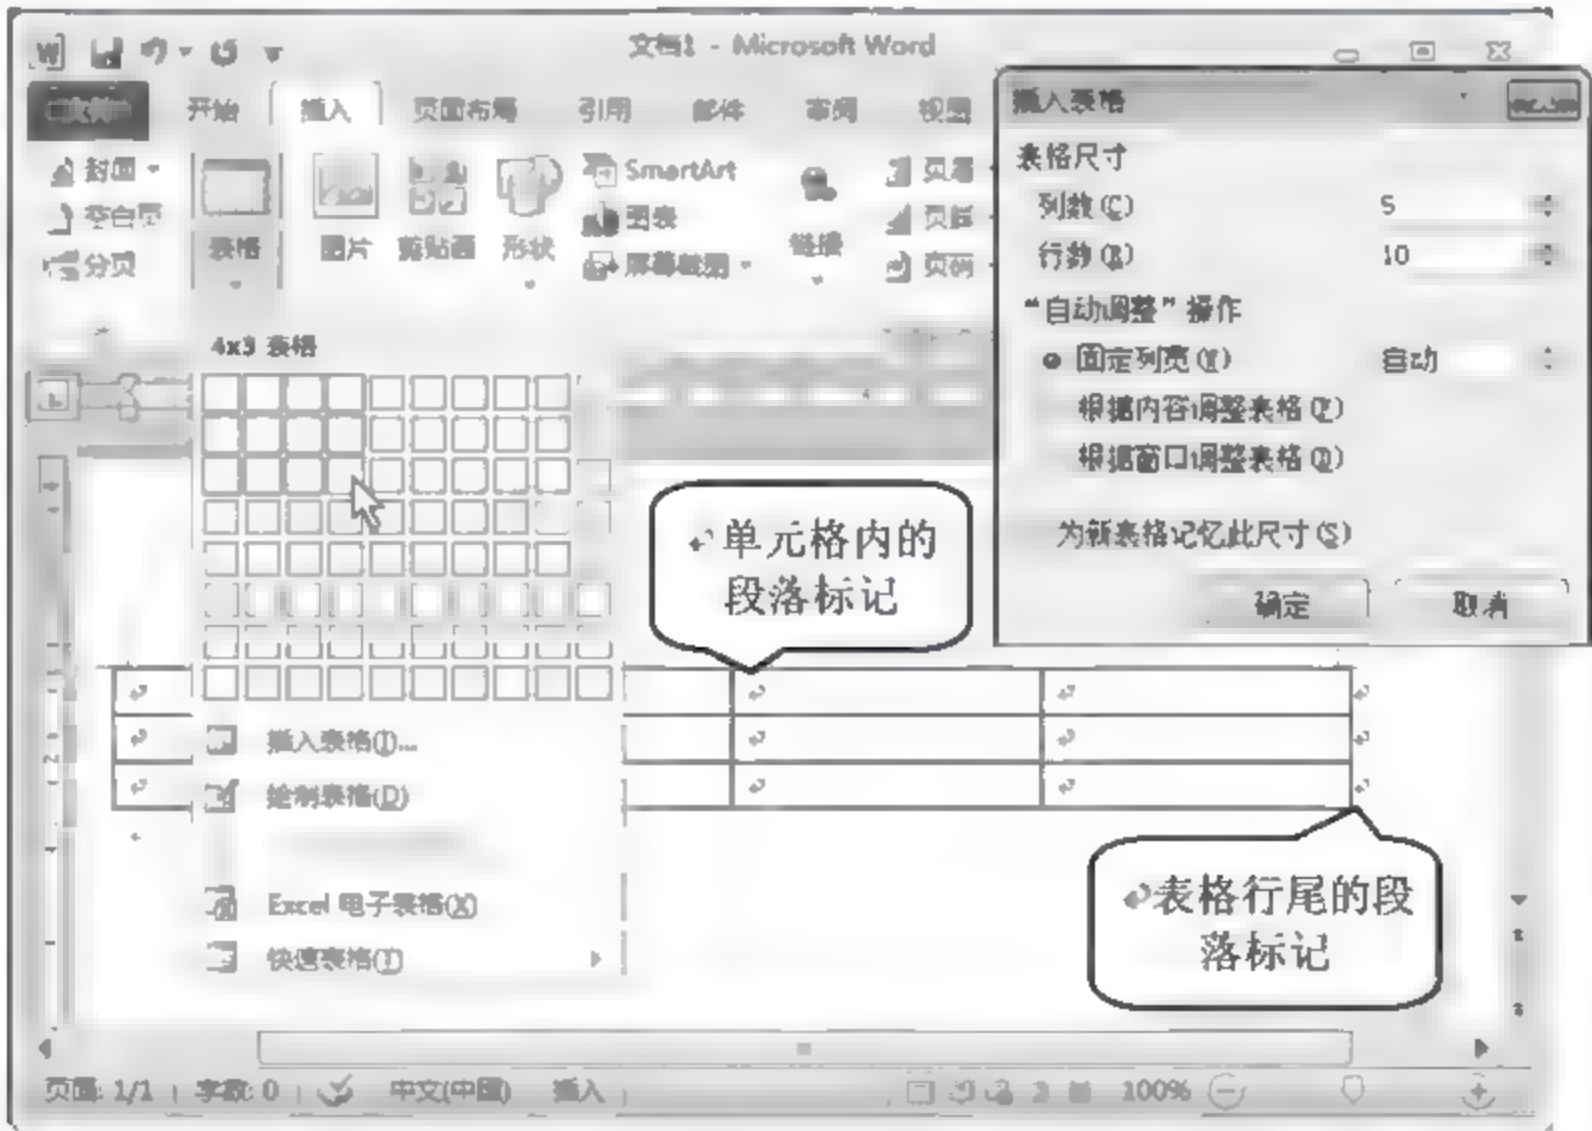 文档1 - Microsoft Word
文件 开始 插入 页面布局 引用 邮件 审阅 视图
封面
空白页
分页
表格
图片
剪贴画
形状
SmartArt
图表
屏幕截图
链接
页眉
页脚
页码
4x3 表格
插入表格(I)...
绘制表格(D)
Excel 电子表格(X)
快速表格(T)
插入表格
表格尺寸
列数(C) 5
行数(R) 10
“自动调整”操作
固定列宽(W) 自动
根据内容调整表格(F)
根据窗口调整表格(D)
为新表格记忆此尺寸(S)
确定 取消
单元格内的
段落标记
表格行尾的段
落标记
页面: 1/1 字数: 0 中文(中国) 插入 100%